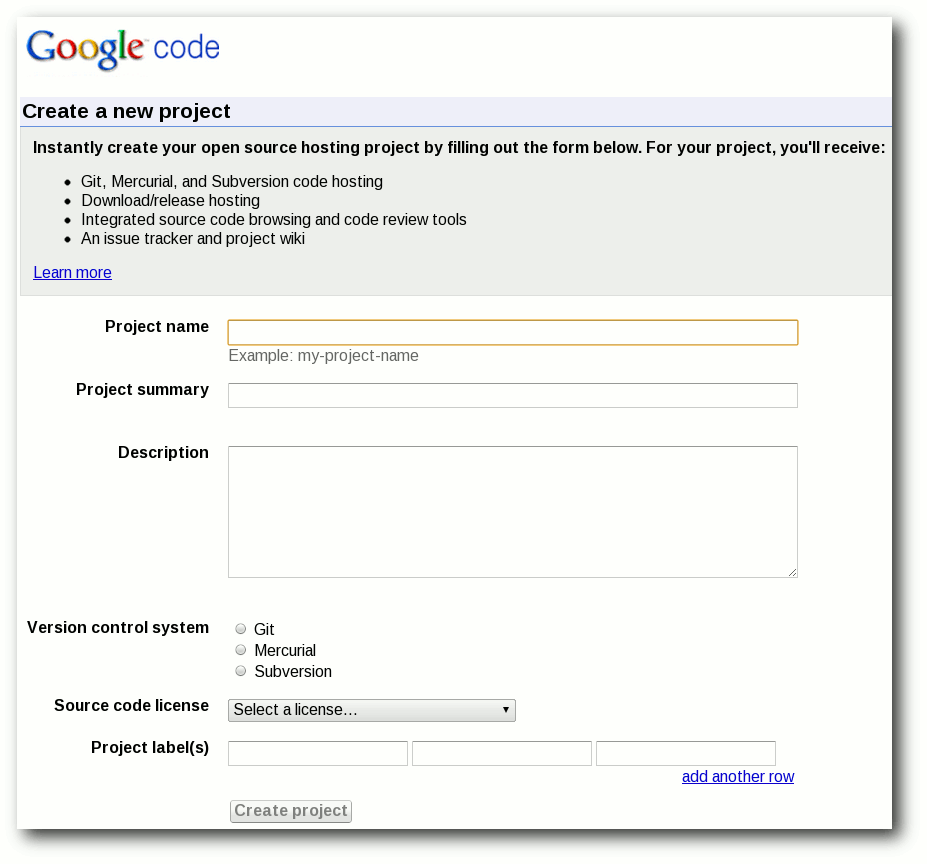 Google code
Create a new project
Instantly create your open source hosting project by filling out the form below. For your project, you'll receive:
Git, Mercurial, and Subversion code hosting
Download/release hosting
Integrated source code browsing and code review tools
An issue tracker and project wiki
Learn more
Project name
Example: my-project-name
Project summary
Description
Version control system
Git
Mercurial
Subversion
Source code license
Select a license...
Project label(s)
add another row
Create project